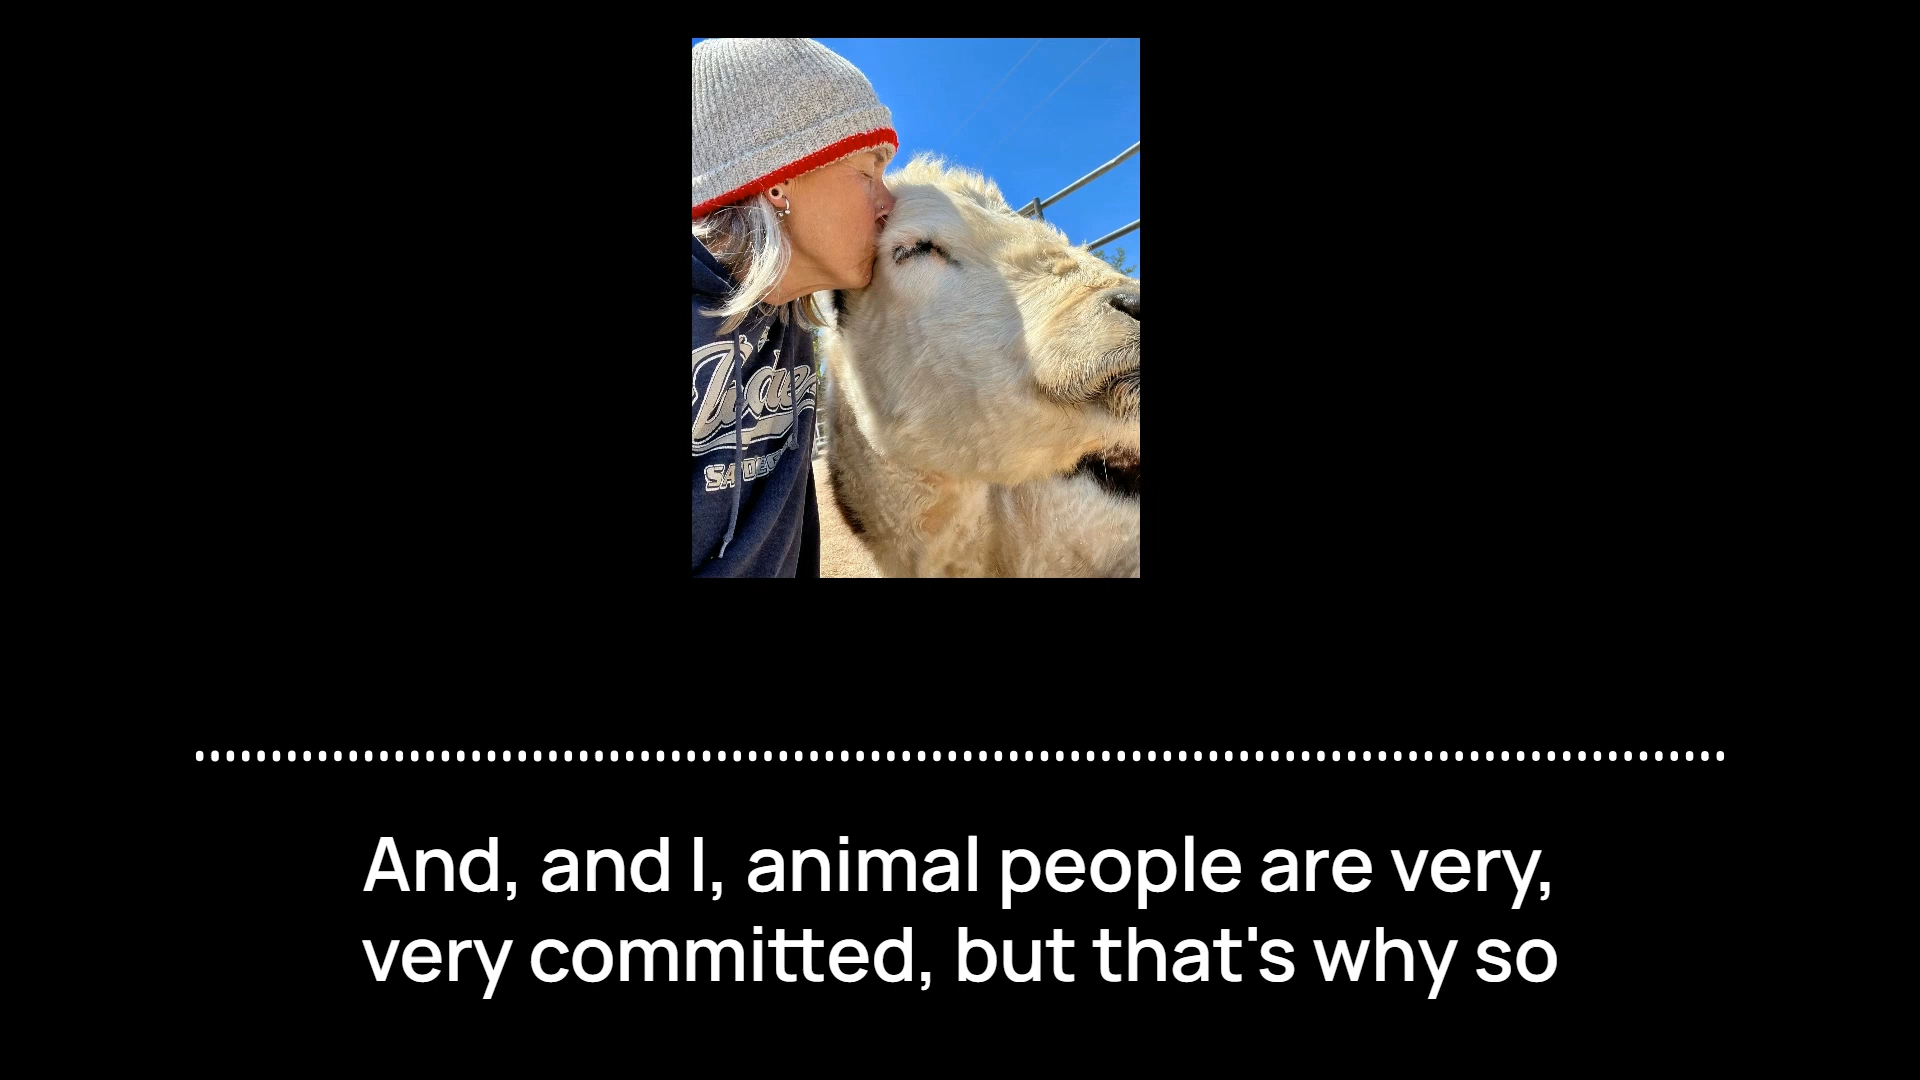 And, and I, animal people are very,
very committed, but that's why so